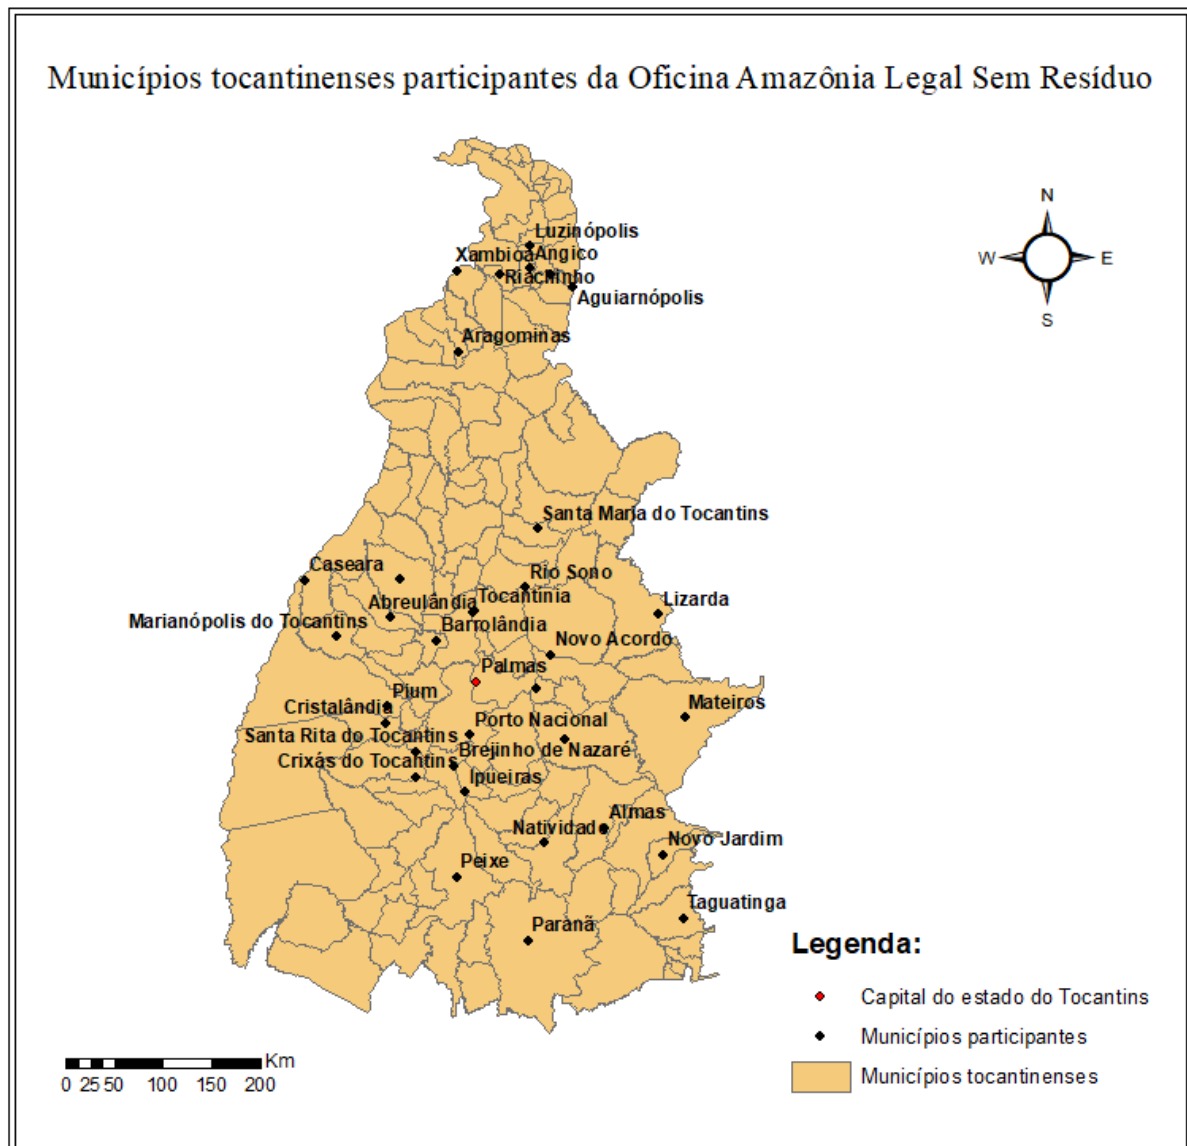 Municípios tocantinenses participantes da Oficina Amazônia Legal Sem Resíduo
N
W
E
S
Luzinópolis
Xambioá
Angico
Riachinho
Aguiarnópolis
Aragominas
Santa Maria do Tocantins
Caseara
Rio Sono
Abreulândia
Tocantinia
Lizarda
Marianópolis do Tocantins
Barrolândia
Novo Acordo
Palmas
Pium
Cristalândia
Mateiros
Porto Nacional
Santa Rita do Tocantins
Brejinho de Nazaré
Crixás do Tocantins
Ipueiras
Almas
Natividade
Novo Jardim
Peixe
Taguatinga
Paranã
Legenda:
Capital do estado do Tocantins
Municípios participantes
Municípios tocantinenses
Km
0 25 50 100 150 200